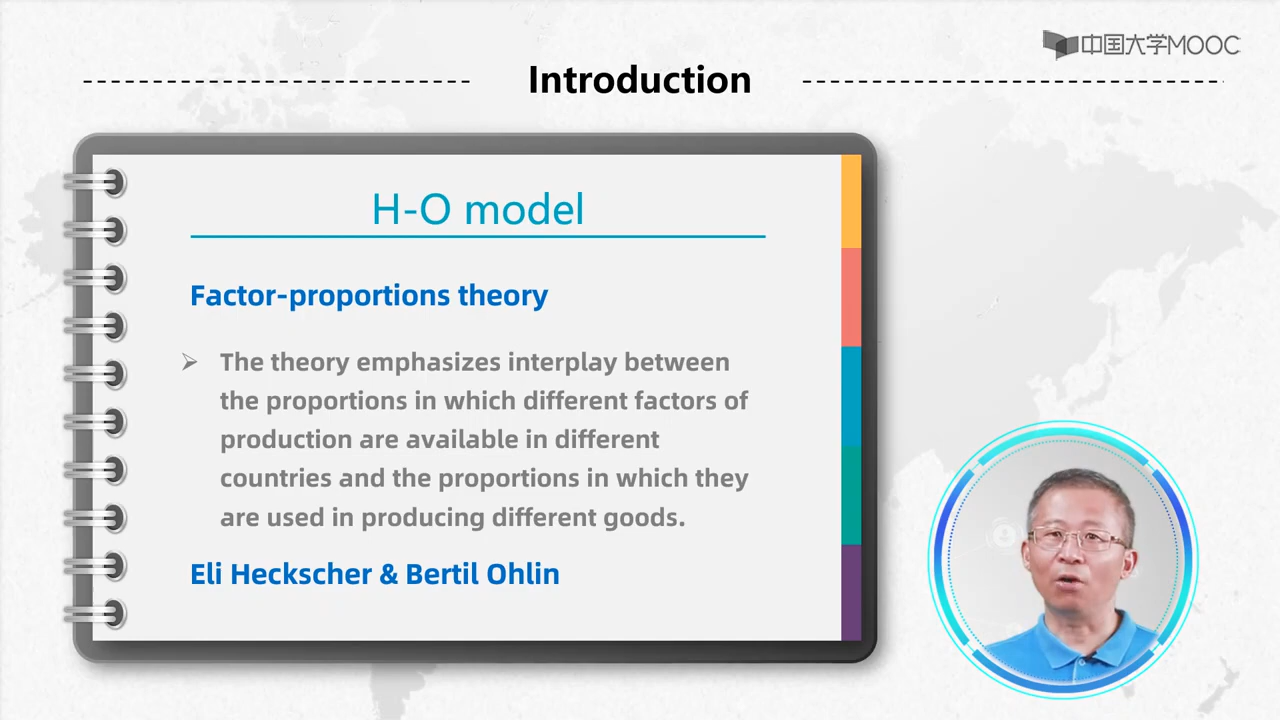 中国大学MOOC
Introduction
H-O model
Factor-proportions theory
The theory emphasizes interplay between
the proportions in which different factors of
production are available in different
countries and the proportions in which they
are used in producing different goods.
Eli Heckscher & Bertil Ohlin